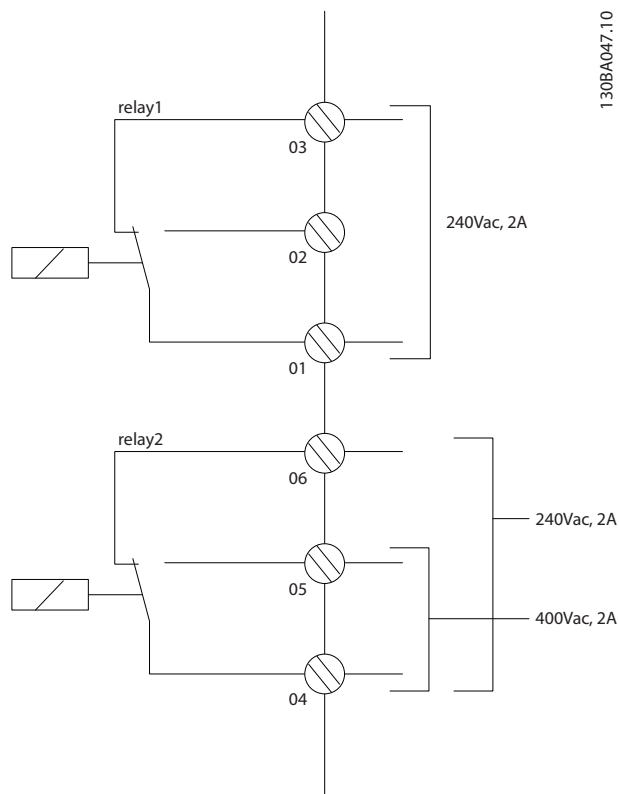 130BA047.10
relay1
03
02
240Vac, 2A
01
relay2
06
05
240Vac, 2A
400Vac, 2A
04